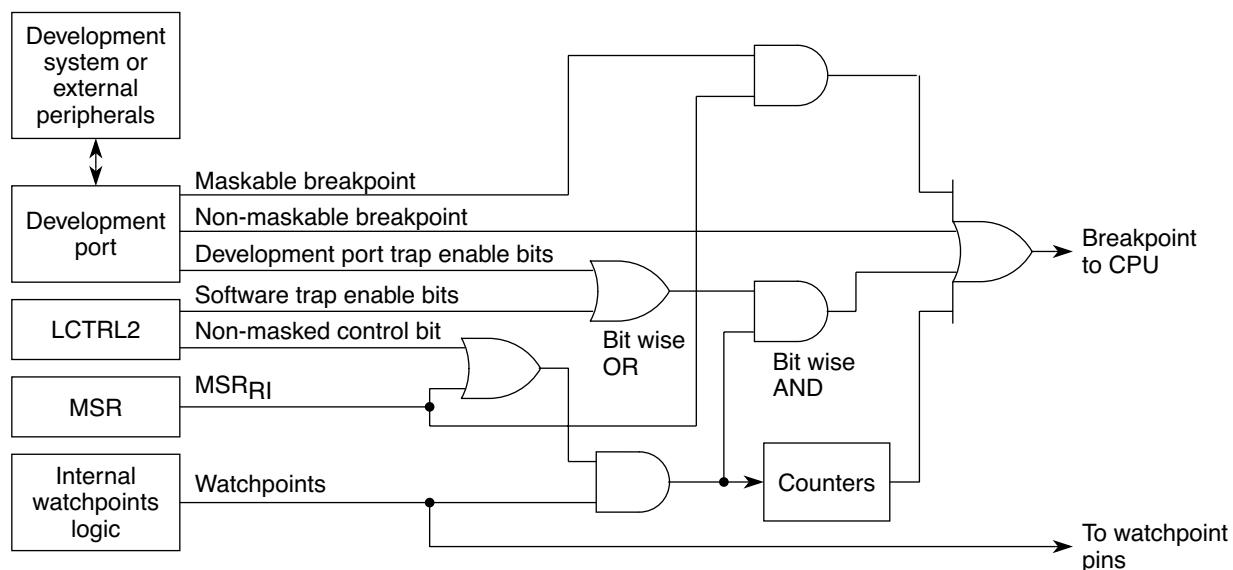 Development
system or
external
peripherals
Development
port
Maskable breakpoint
Non-maskable breakpoint
Development port trap enable bits
LCTRL2
Software trap enable bits
Non-masked control bit
MSR
MSRRI
Internal
watchpoints
logic
Watchpoints
Bit wise
OR
Bit wise
AND
Counters
Breakpoint
to CPU
To watchpoint
pins